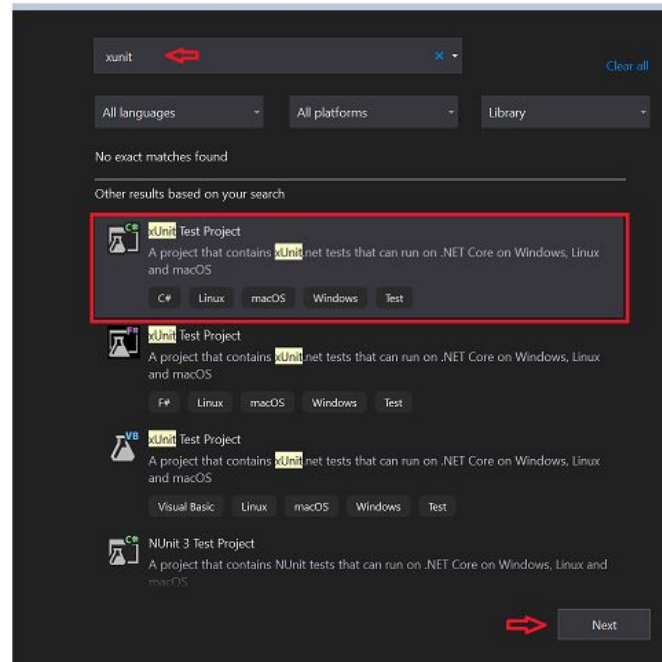 xunit
Clear all
All languages
All platforms
Library
No exact matches found
Other results based on your search
C#
xUnit Test Project
A project that contains xUnit.net tests that can run on .NET Core on Windows, Linux
and macOS
C# Linux macOS Windows Test
F#
xUnit Test Project
A project that contains xUnit.net tests that can run on .NET Core on Windows, Linux
and macOS
F# Linux macOS Windows Test
VB
xUnit Test Project
A project that contains xUnit.net tests that can run on .NET Core on Windows, Linux
and macOS
Visual Basic Linux macOS Windows Test
C#
NUnit 3 Test Project
A project that contains NUnit tests that can run on .NET Core on Windows, Linux and
macOS
Next